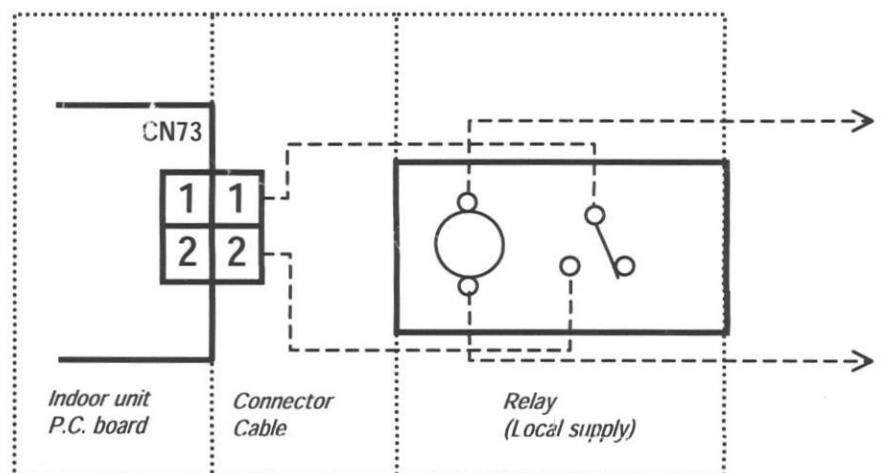 CN73
1 1
2 2
Indoor unit
P.C. board
Connector
Cable
Relay
(Local supply)